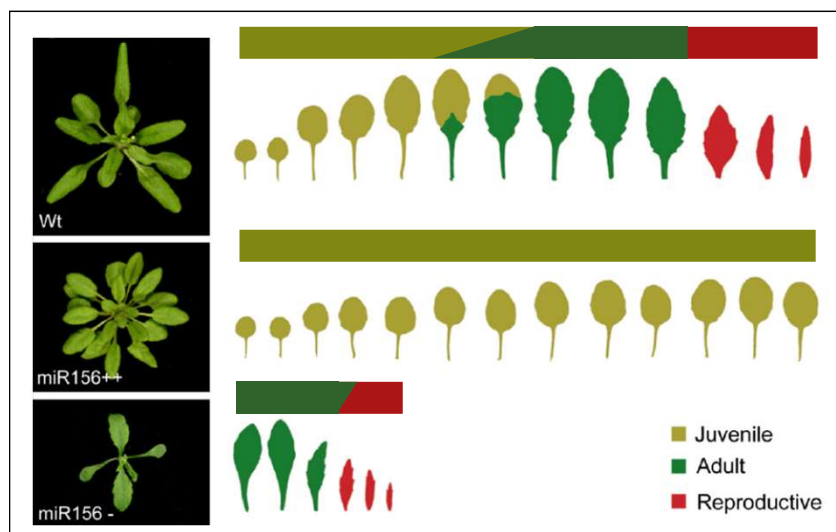 Wt
miR156++
miR156 -
Juvenile
Adult
Reproductive